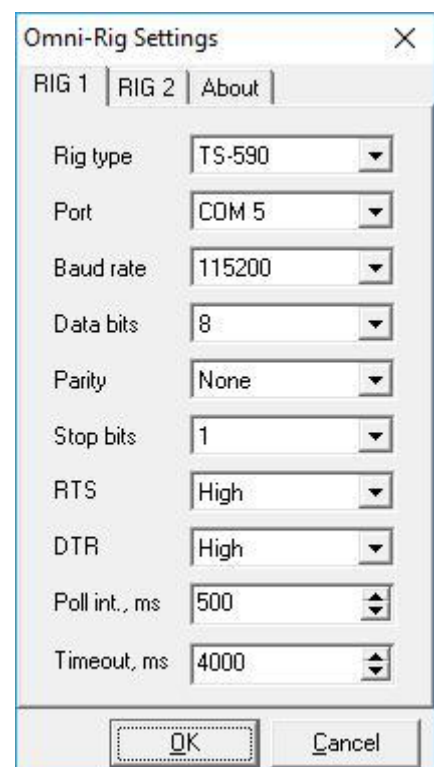 Omni-Rig Settings
RIG 1 RIG 2 About
Rig type TS-590
Port COM 5
Baud rate 115200
Data bits 8
Parity None
Stop bits 1
RTS High
DTR High
Poll int., ms 500
Timeout, ms 4000
OK Cancel